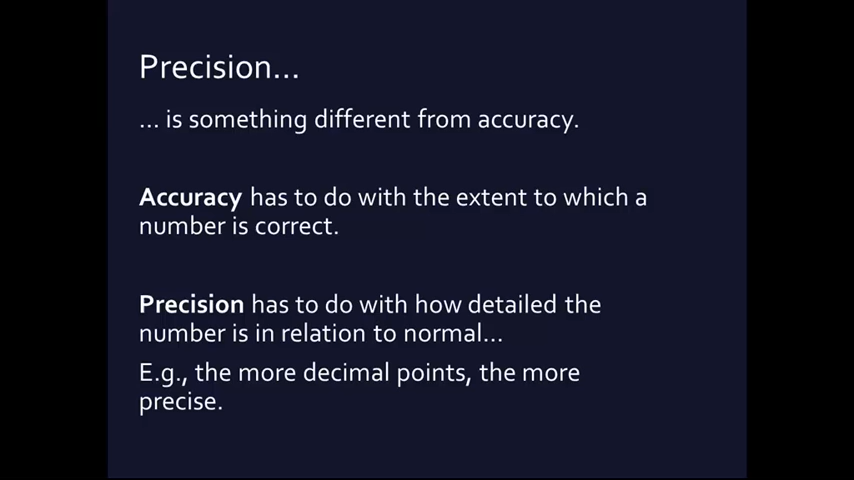 Precision...
... is something different from accuracy.
Accuracy has to do with the extent to which a
number is correct.
Precision has to do with how detailed the
number is in relation to normal...
E.g., the more decimal points, the more
precise.